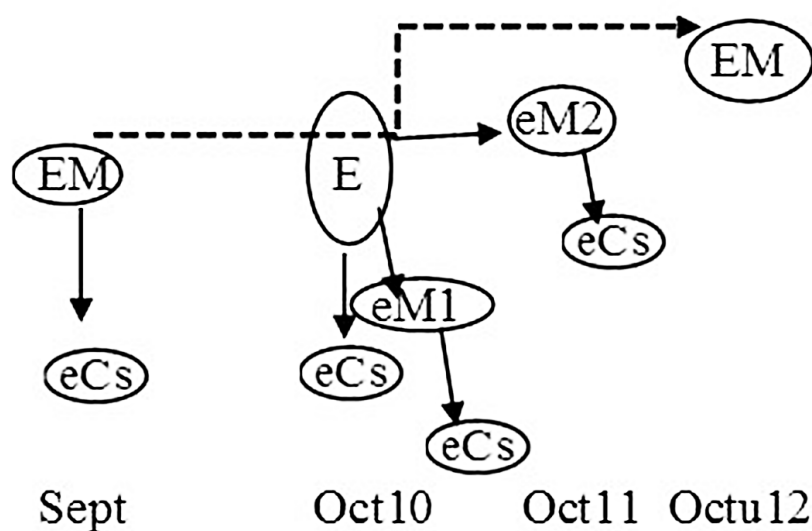 EM
eM2
EM
E
eCs
eM1
eCs
eCs
eCs
Sept Oct10 Oct11 Octu12